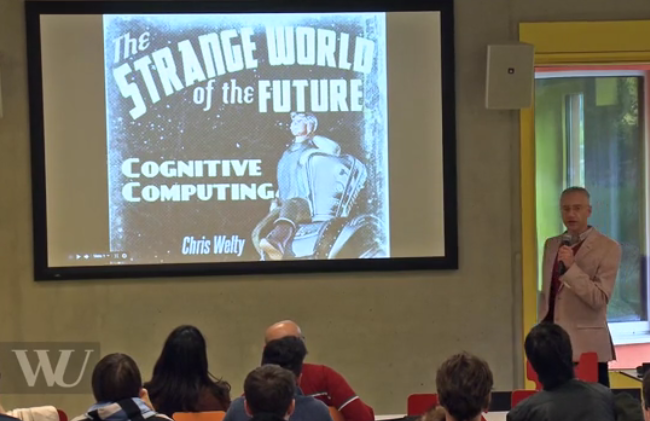 The
STRANGE WORLD
of the FUTURE
COGNITIVE
COMPUTING
Chris Welty
WU